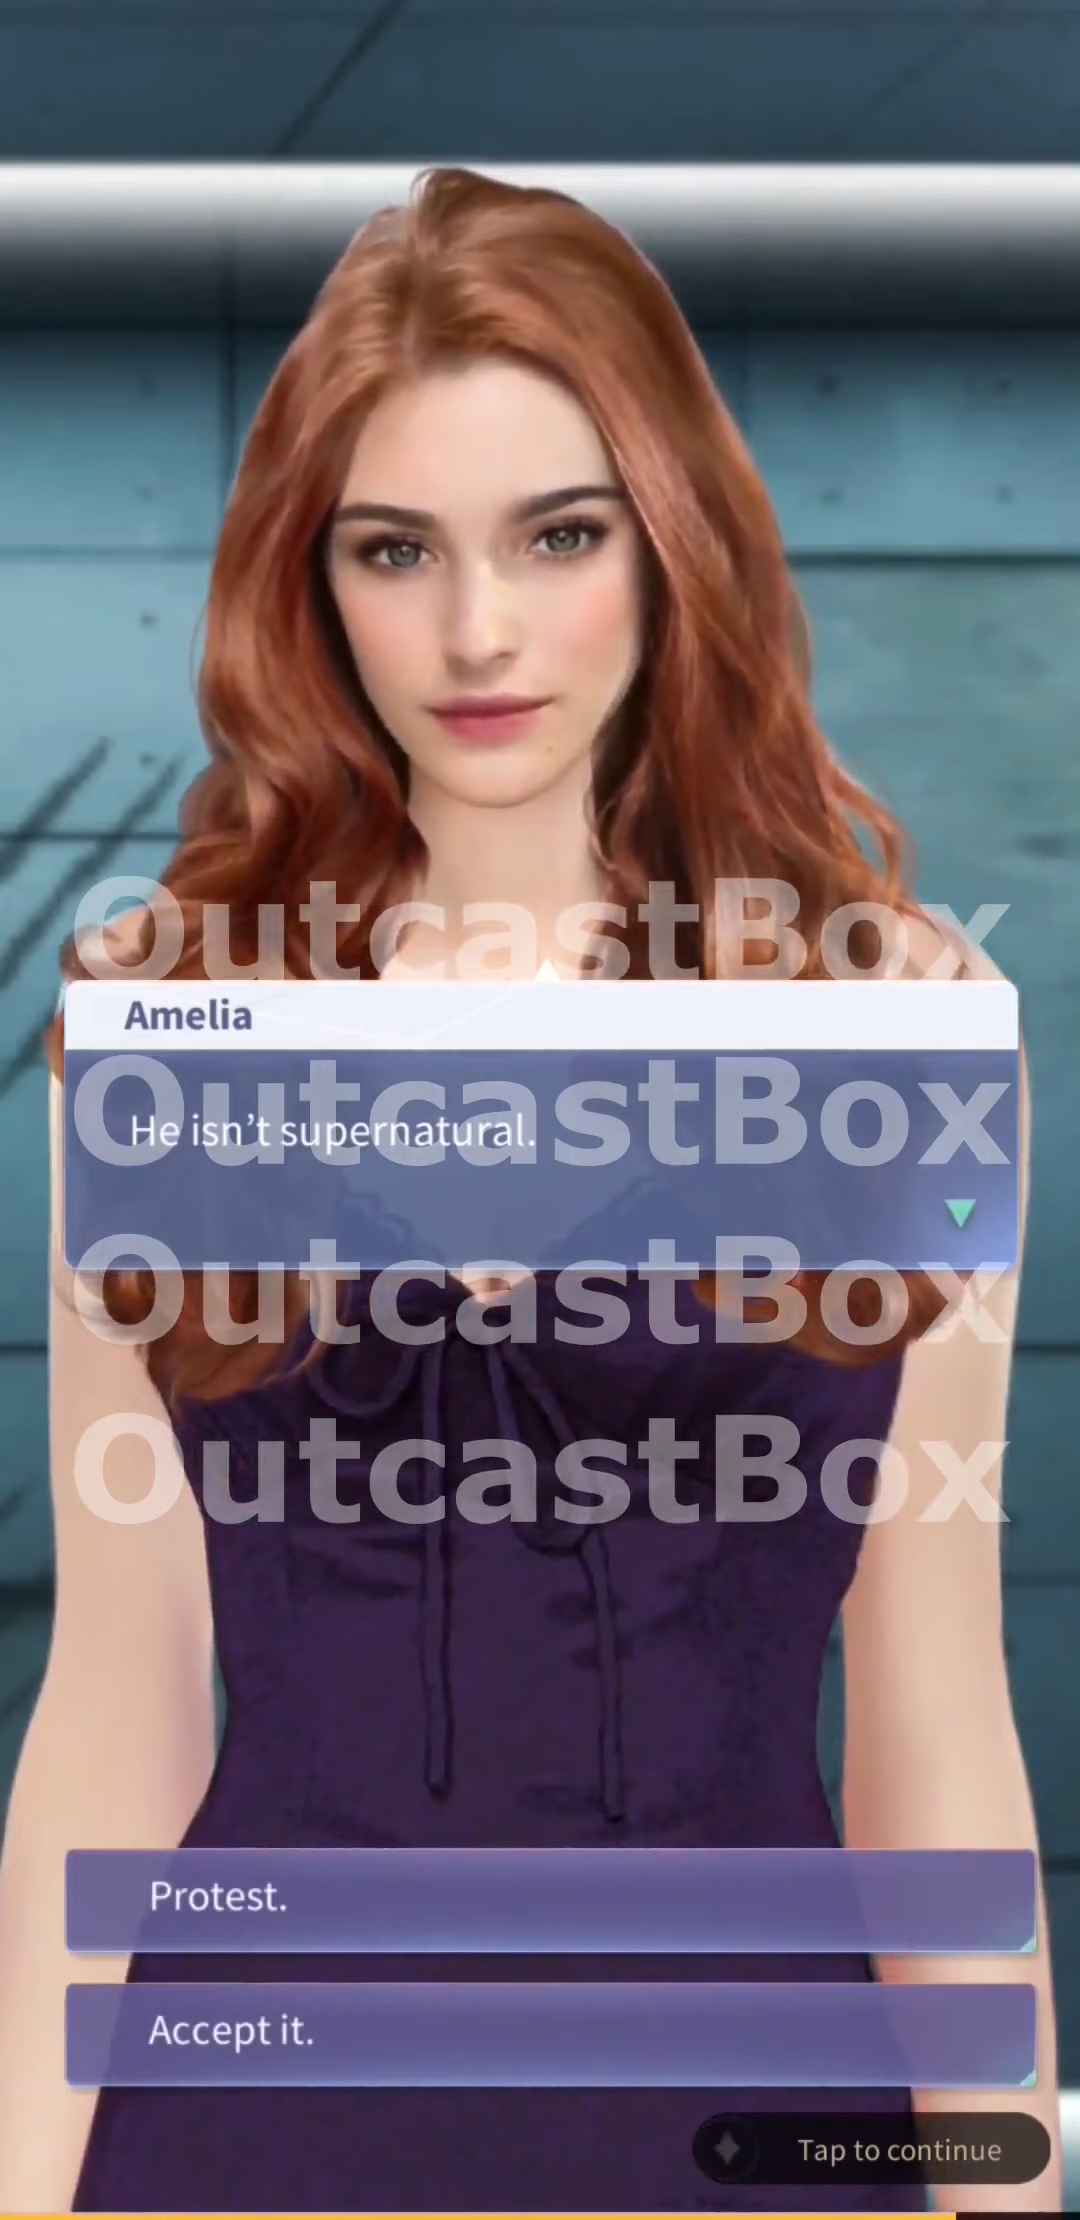 OutcastBox
Amelia
OutcastBox
He isn’t supernatural.
OutcastBox
OutcastBox
Protest.
Accept it.
Tap to continue